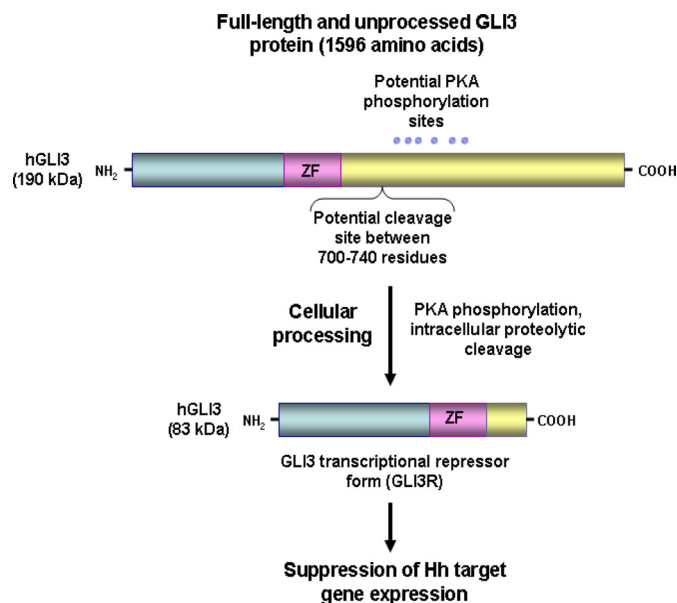 Full-length and unprocessed GLI3
protein (1596 amino acids)
Potential PKA
phosphorylation
sites
hGLI3
(190 kDa)
NH2
ZF
COOH
Potential cleavage
site between
700-740 residues
Cellular
processing
PKA phosphorylation,
intracellular proteolytic
cleavage
hGLI3
(83 kDa)
NH2
ZF
COOH
GLI3 transcriptional repressor
form (GLI3R)
Suppression of Hh target
gene expression